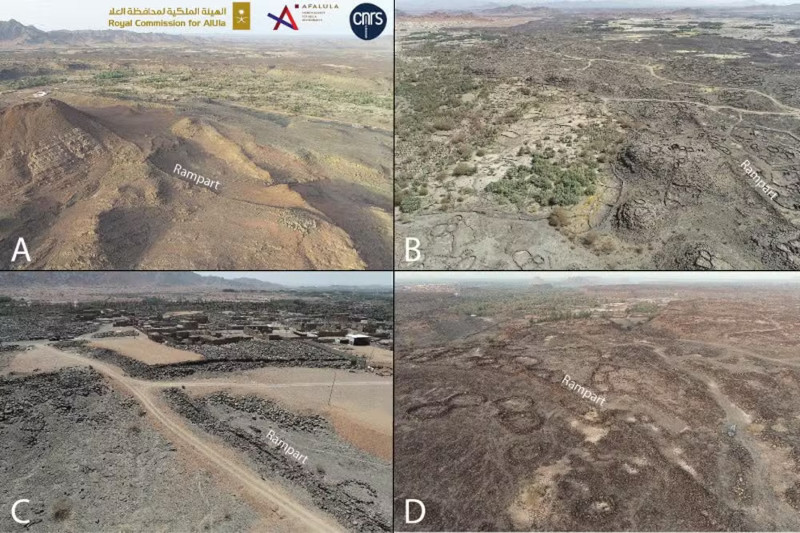 الهيئة الملكية لمحافظة العلا
Royal Commission for AlUla
AFALULA
cnrs
Rampart
A
Rampart
B
Rampart
C
Rampart
D